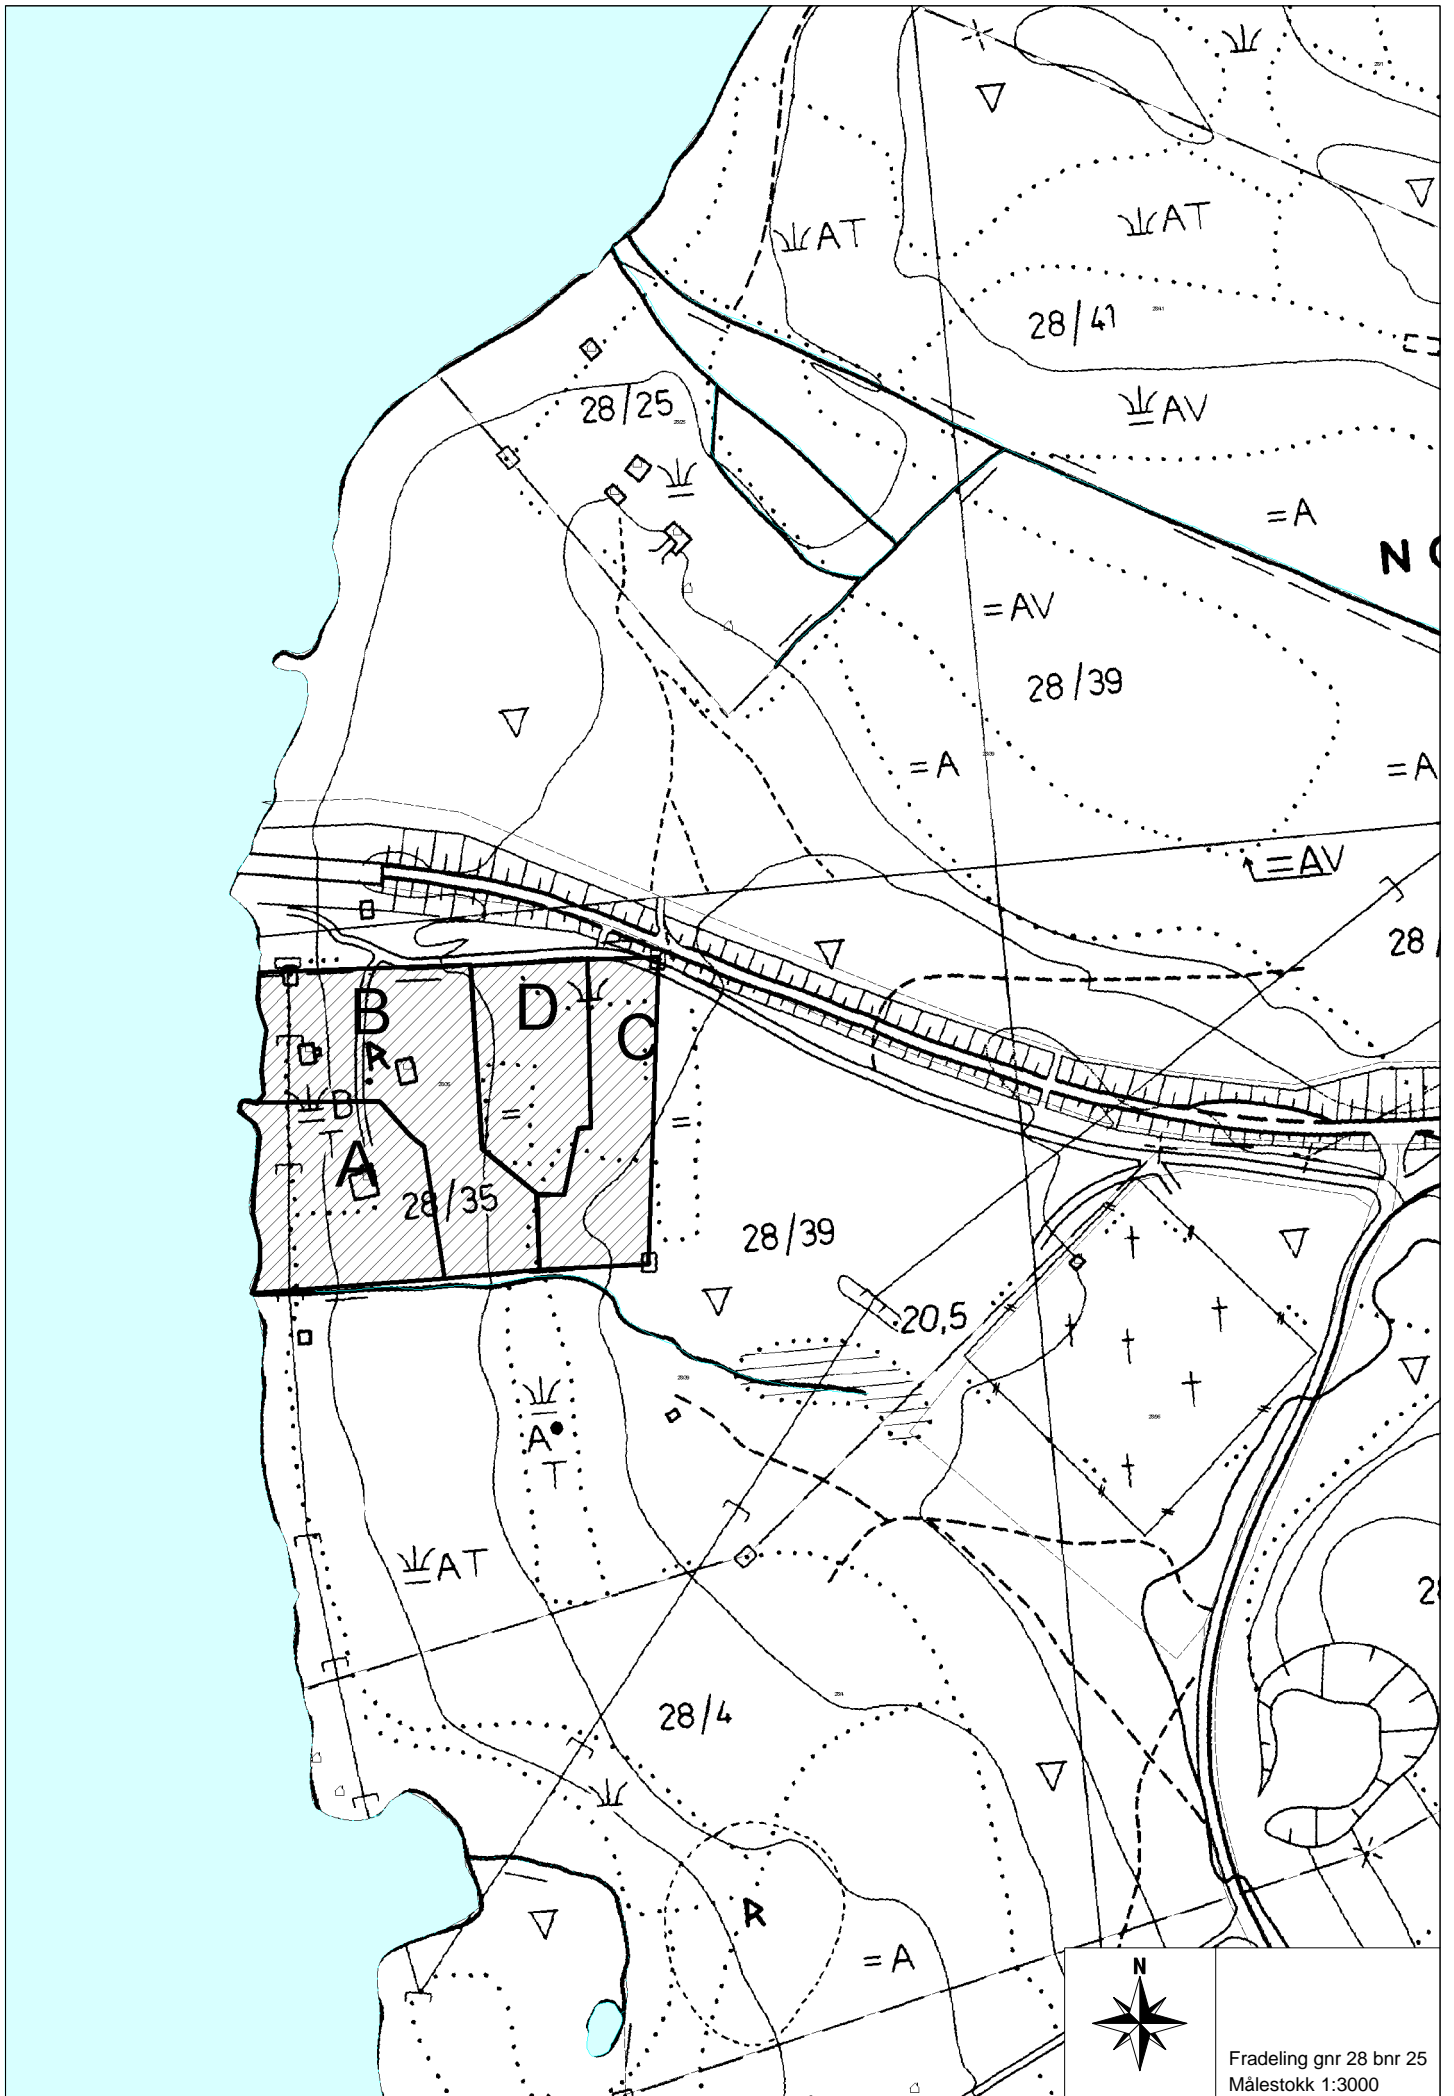 AT
AT
28/41
AV
28/25
=A
N
=AV
28/39
=A
=A
=AV
28/
B
D
C
R
B
T
=
=
A
28/35
28/39
20,5
A
T
AT
28/4
R
=A
N
Fradeling gnr 28 bnr 25
Målestokk 1:3000